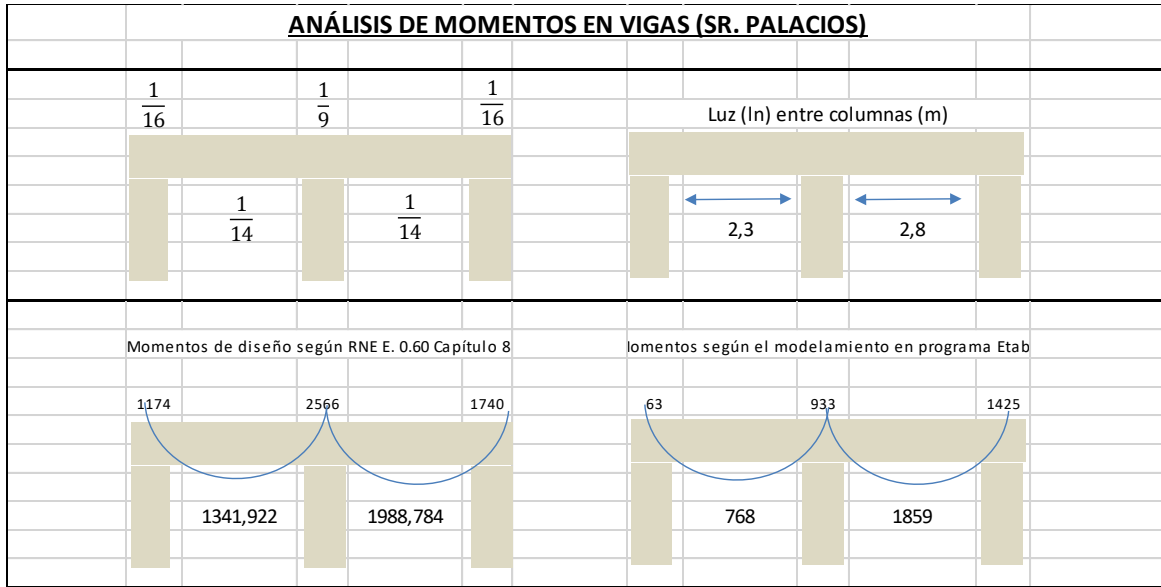 ANÁLISIS DE MOMENTOS EN VIGAS (SR. PALACIOS)
1/16 1/9 1/16
1/14 1/14
Luz (ln) entre columnas (m)
2,3 2,8
Momentos de diseño según RNE E. 0.60 Capítulo 8
1174 2566 1740
1341,922 1988,784
lomentos según el modelamiento en programa Etab
63 933 1425
768 1859